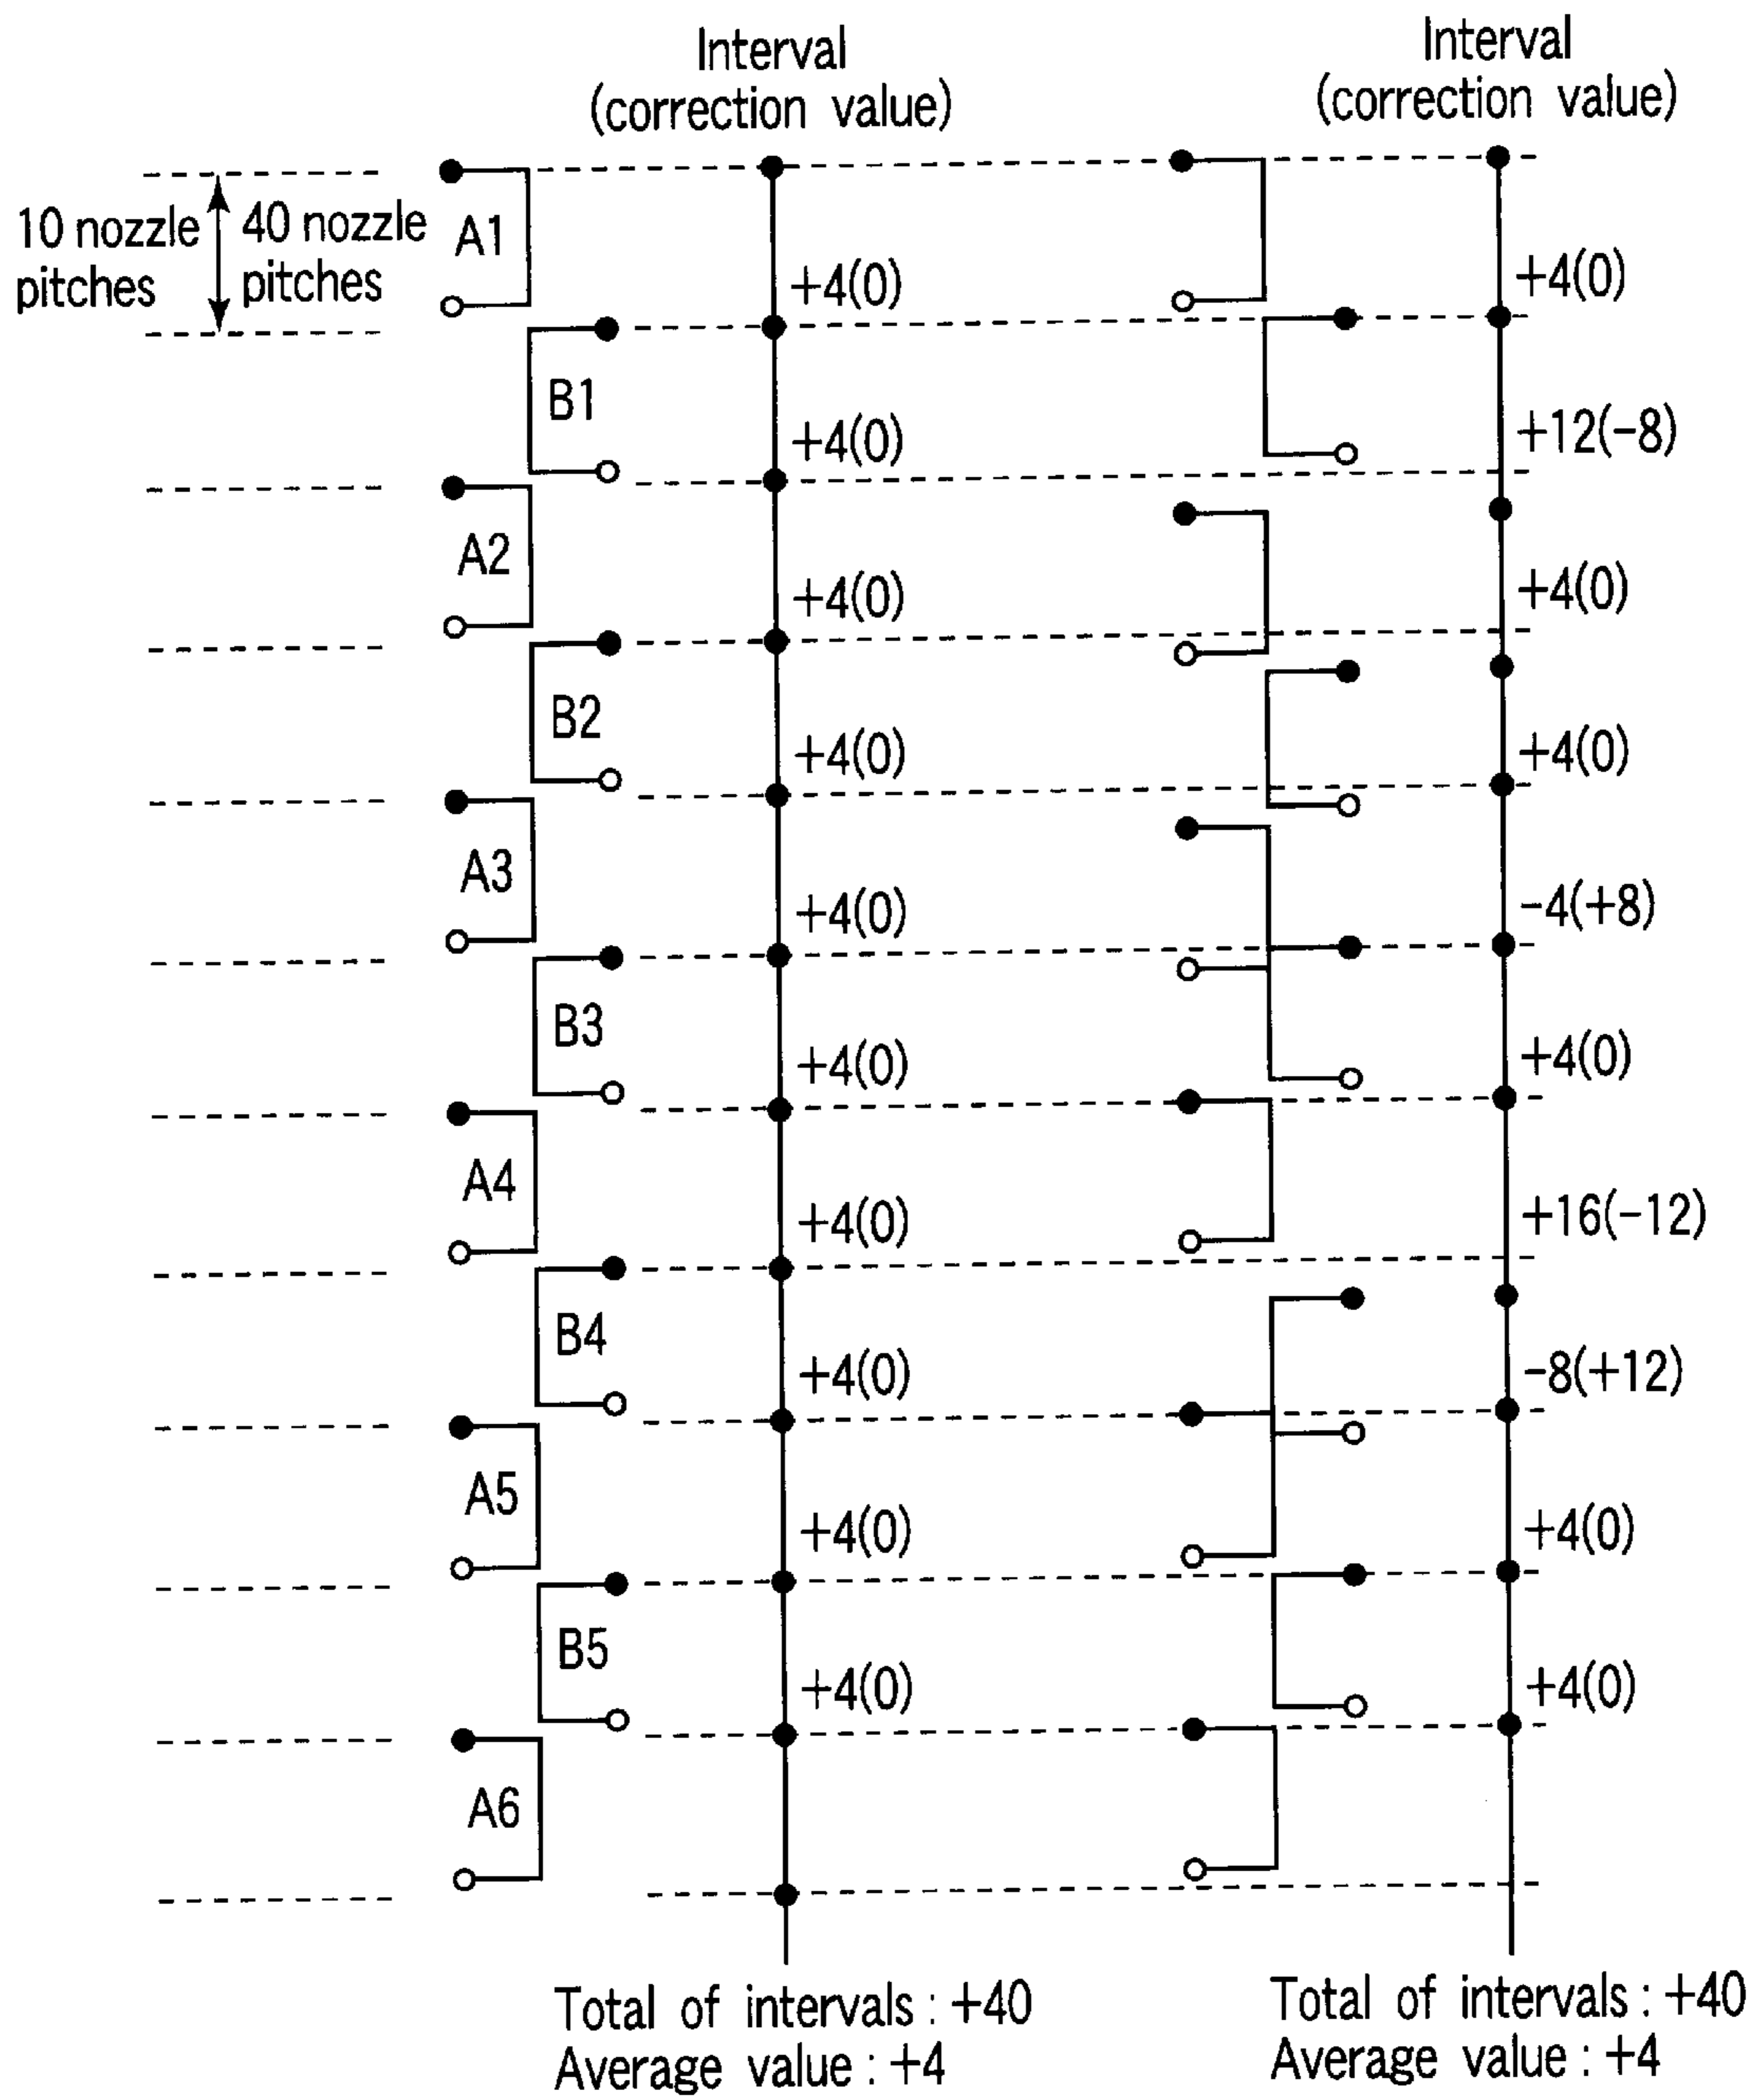 Interval
(correction value)
Interval
(correction value)
10 nozzle
pitches
40 nozzle
pitches
A1
+4(0)
+4(0)
B1
+4(0)
+12(-8)
A2
+4(0)
+4(0)
B2
+4(0)
+4(0)
A3
+4(0)
-4(+8)
B3
+4(0)
+4(0)
A4
+4(0)
+16(-12)
B4
+4(0)
-8(+12)
A5
+4(0)
+4(0)
B5
+4(0)
+4(0)
A6
Total of intervals : +40
Average value : +4
Total of intervals : +40
Average value : +4